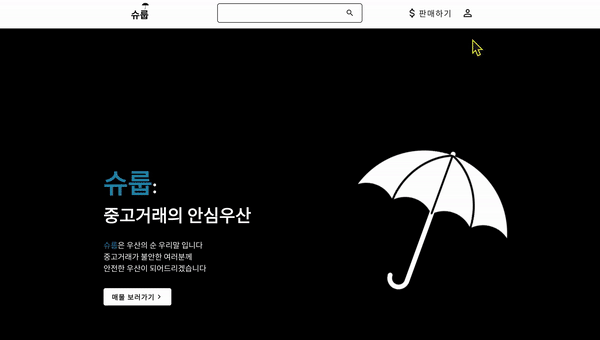 슈룹
$ 판매하기
슈룹:
중고거래의 안심우산
슈룹은 우산의 순 우리말 입니다
중고거래가 불안한 여러분께
안전한 우산이 되어드리겠습니다
매물 보러가기 >